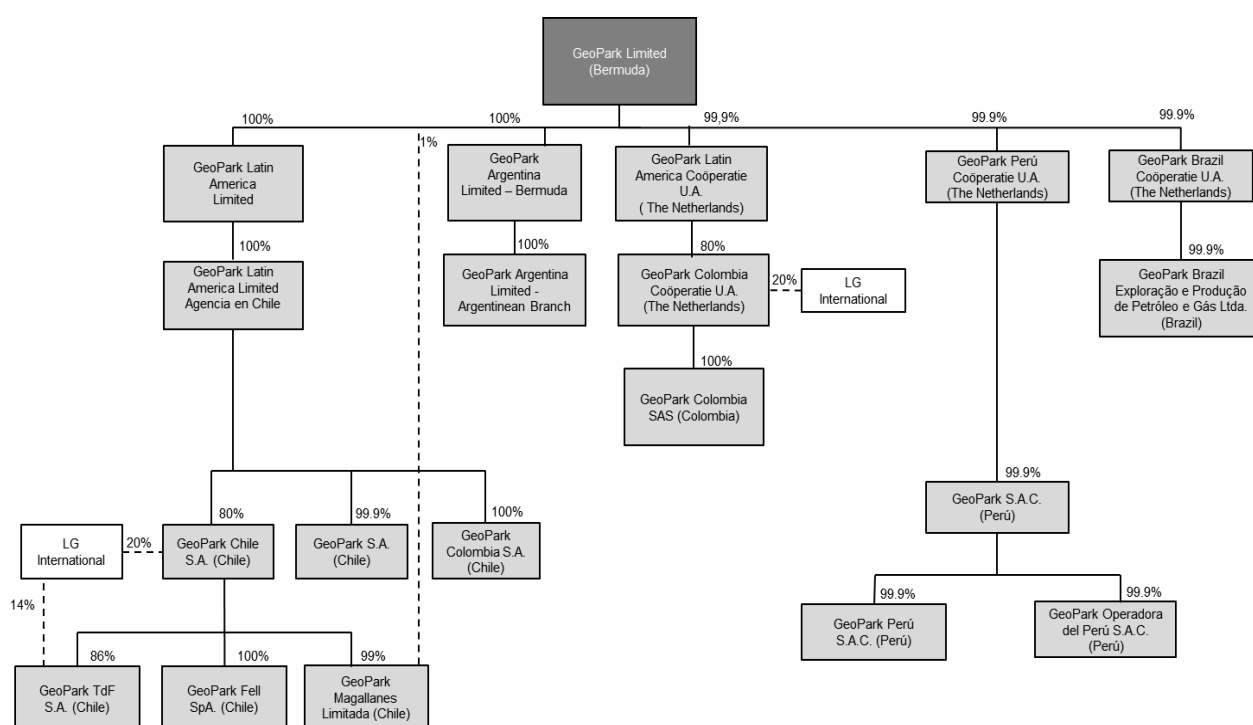 GeoPark Limited
(Bermuda)
100%
100%
99,9%
99.9%
99.9%
1%
GeoPark Latin
America
Limited
GeoPark
Argentina
Limited – Bermuda
GeoPark Latin
America Coöperatie
U.A.
( The Netherlands)
GeoPark Perú
Coöperatie U.A.
(The Netherlands)
GeoPark Brazil
Coöperatie U.A.
(The Netherlands)
100%
100%
80%
99.9%
GeoPark Latin
America Limited
Agencia en Chile
GeoPark Argentina
Limited -
Argentinean Branch
GeoPark Colombia
Coöperatie U.A.
(The Netherlands)
20%
LG
International
GeoPark Brazil
Exploração e Produção
de Petróleo e Gás Ltda.
(Brazil)
100%
GeoPark Colombia
SAS (Colombia)
99.9%
GeoPark S.A.C.
(Perú)
80%
99.9%
100%
LG
International
20%
GeoPark Chile
S.A. (Chile)
GeoPark S.A.
(Chile)
GeoPark
Colombia S.A.
(Chile)
14%
99.9%
99.9%
GeoPark Perú
S.A.C. (Perú)
GeoPark Operadora
del Perú S.A.C.
(Perú)
86%
100%
99%
GeoPark TdF
S.A. (Chile)
GeoPark Fell
SpA. (Chile)
GeoPark
Magallanes
Limitada (Chile)